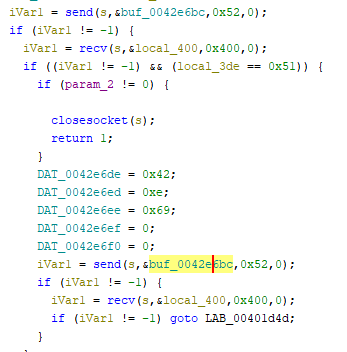 iVar1 = send(s,&buf_0042e6bc,0x52,0);
if (iVar1 != -1) {
iVar1 = recv(s,&local_400,0x400,0);
if ((iVar1 != -1) && (local_3de == 0x51)) {
if (param_2 != 0) {
closesocket(s);
return 1;
}
DAT_0042e6de = 0x42;
DAT_0042e6ed = 0xe;
DAT_0042e6ee = 0x69;
DAT_0042e6ef = 0;
DAT_0042e6f0 = 0;
iVar1 = send(s,&buf_0042e6bc,0x52,0);
if (iVar1 != -1) {
iVar1 = recv(s,&local_400,0x400,0);
if (iVar1 != -1) goto LAB_00401d4d;
}